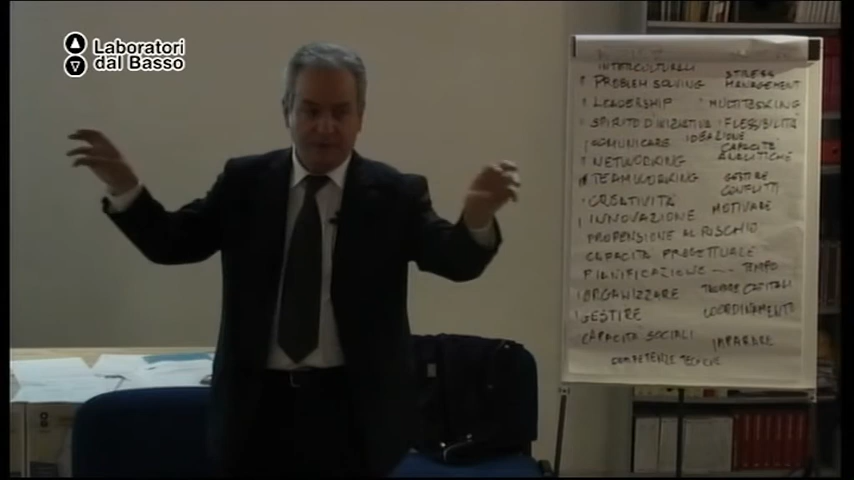 Laboratori
dal Basso
INTERCULTURALI
PROBLEM SOLVING
LEADERSHIP
SPIRITO D'INIZIATIVA
COMUNICARE
NETWORKING
TEAMWORKING
CREATIVITÀ
INNOVAZIONE
PROPENSIONE AL RISCHIO
CAPACITÀ PROGETTUALE
PIANIFICAZIONE --- TEMPO
ORGANIZZARE
GESTIRE
CAPACITÀ SOCIALI
COMPETENZE TECNICHE
STRESS
MANAGEMENT
MULTITASKING
FLESSIBILITÀ
IDEAZIONE
CAPACITÀ
ANALITICHE
GESTIRE
CONFLITTI
MOTIVARE
CAPITALI
COORDINAMENTO
IMPARARE